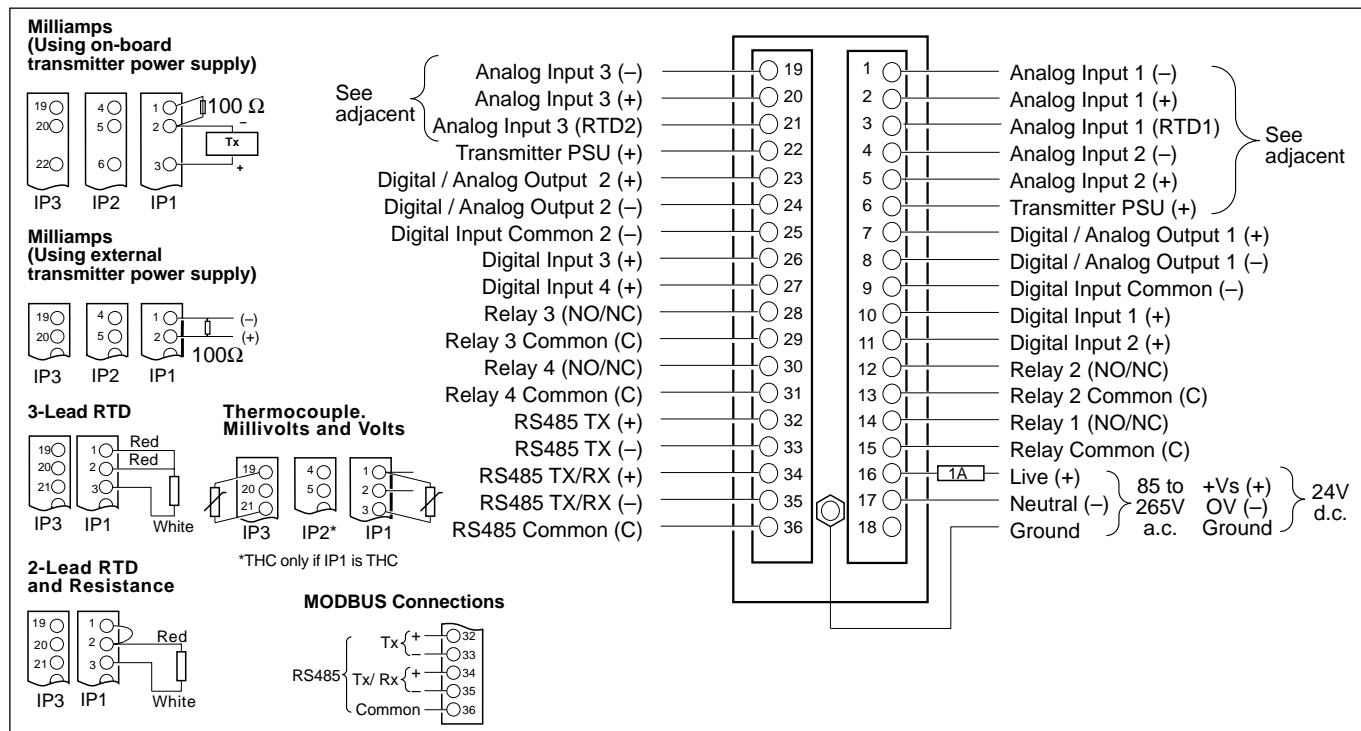 Milliamps
(Using on-board
transmitter power supply)
19 4 1 100 Ω
20 5 2 –
Tx
22 6 3 +
IP3 IP2 IP1
Milliamps
(Using external
transmitter power supply)
19 4 1 (–)
20 5 2 (+)
100Ω
IP3 IP2 IP1
3-Lead RTD
19 1 Red
20 2 Red
21 3
IP3 IP1 White
Thermocouple.
Millivolts and Volts
19 4 1
20 5 2
21 3
IP3 IP2* IP1
*THC only if IP1 is THC
2-Lead RTD
and Resistance
19 1
20 2 Red
21 3
IP3 IP1 White
MODBUS Connections
RS485
Tx + 32
– 33
Tx/ Rx + 34
– 35
Common 36
See
adjacent
Analog Input 3 (–) 19
Analog Input 3 (+) 20
Analog Input 3 (RTD2) 21
Transmitter PSU (+) 22
Digital / Analog Output 2 (+) 23
Digital / Analog Output 2 (–) 24
Digital Input Common 2 (–) 25
Digital Input 3 (+) 26
Digital Input 4 (+) 27
Relay 3 (NO/NC) 28
Relay 3 Common (C) 29
Relay 4 (NO/NC) 30
Relay 4 Common (C) 31
RS485 TX (+) 32
RS485 TX (–) 33
RS485 TX/RX (+) 34
RS485 TX/RX (–) 35
RS485 Common (C) 36
1 Analog Input 1 (–)
2 Analog Input 1 (+)
3 Analog Input 1 (RTD1)
4 Analog Input 2 (–)
5 Analog Input 2 (+)
6 Transmitter PSU (+)
See
adjacent
7 Digital / Analog Output 1 (+)
8 Digital / Analog Output 1 (–)
9 Digital Input Common (–)
10 Digital Input 1 (+)
11 Digital Input 2 (+)
12 Relay 2 (NO/NC)
13 Relay 2 Common (C)
14 Relay 1 (NO/NC)
15 Relay Common (C)
16 1A Live (+)
17 Neutral (–)
18 Ground
85 to
265V
a.c.
+Vs (+)
OV (–)
Ground
24V
d.c.